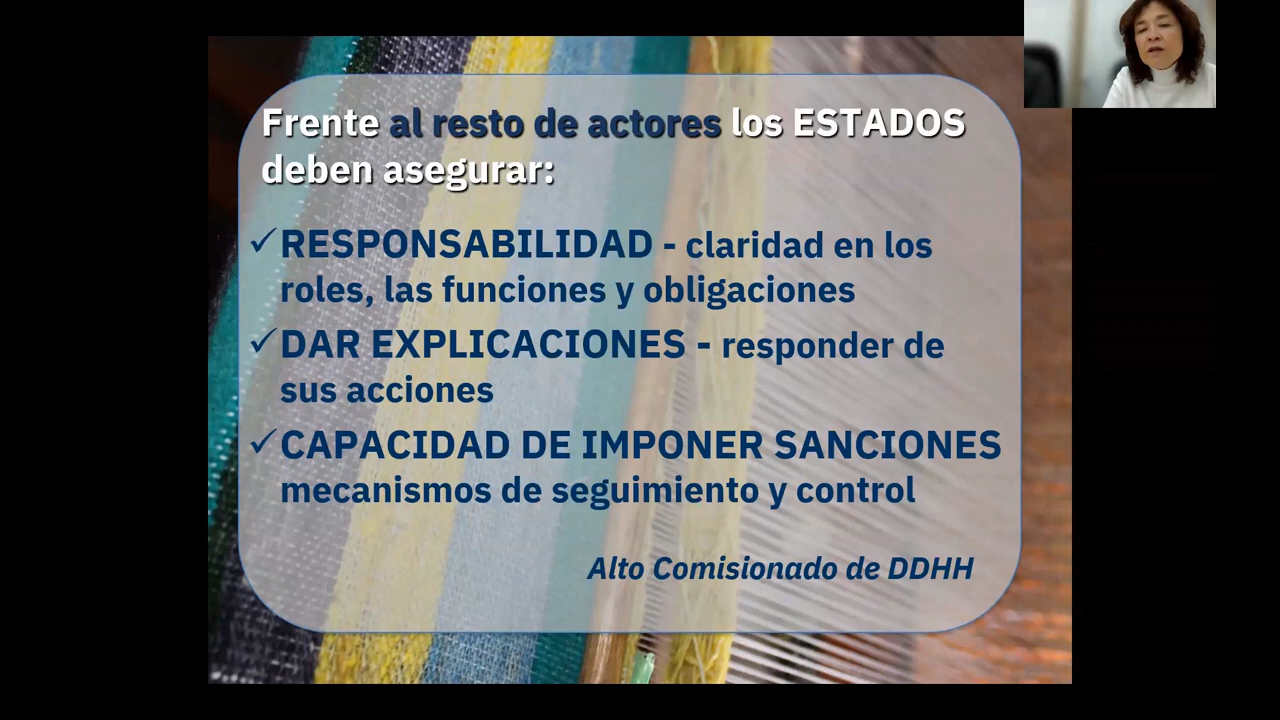 Frente al resto de actores los ESTADOS
deben asegurar:
✓RESPONSABILIDAD - claridad en los
roles, las funciones y obligaciones
✓DAR EXPLICACIONES - responder de
sus acciones
✓CAPACIDAD DE IMPONER SANCIONES
mecanismos de seguimiento y control
Alto Comisionado de DDHH